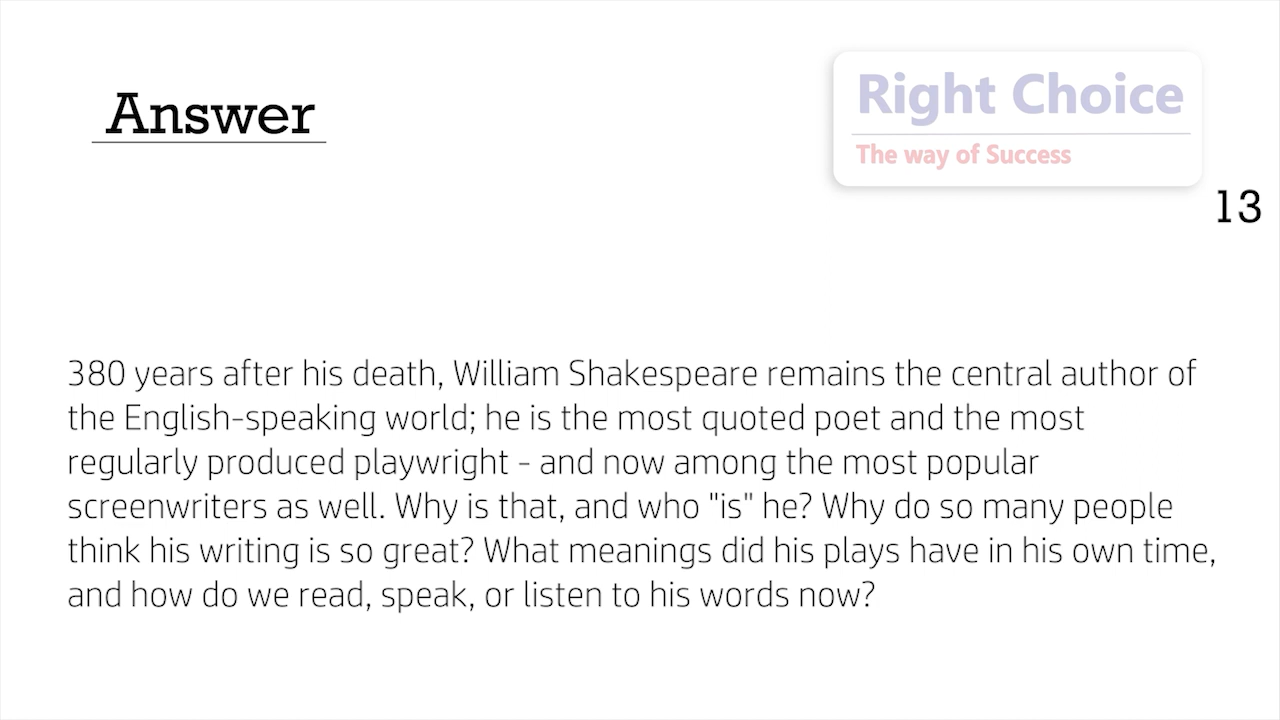 Answer
Right Choice
The way of Success
13
380 years after his death, William Shakespeare remains the central author of
the English-speaking world; he is the most quoted poet and the most
regularly produced playwright - and now among the most popular
screenwriters as well. Why is that, and who "is" he? Why do so many people
think his writing is so great? What meanings did his plays have in his own time,
and how do we read, speak, or listen to his words now?